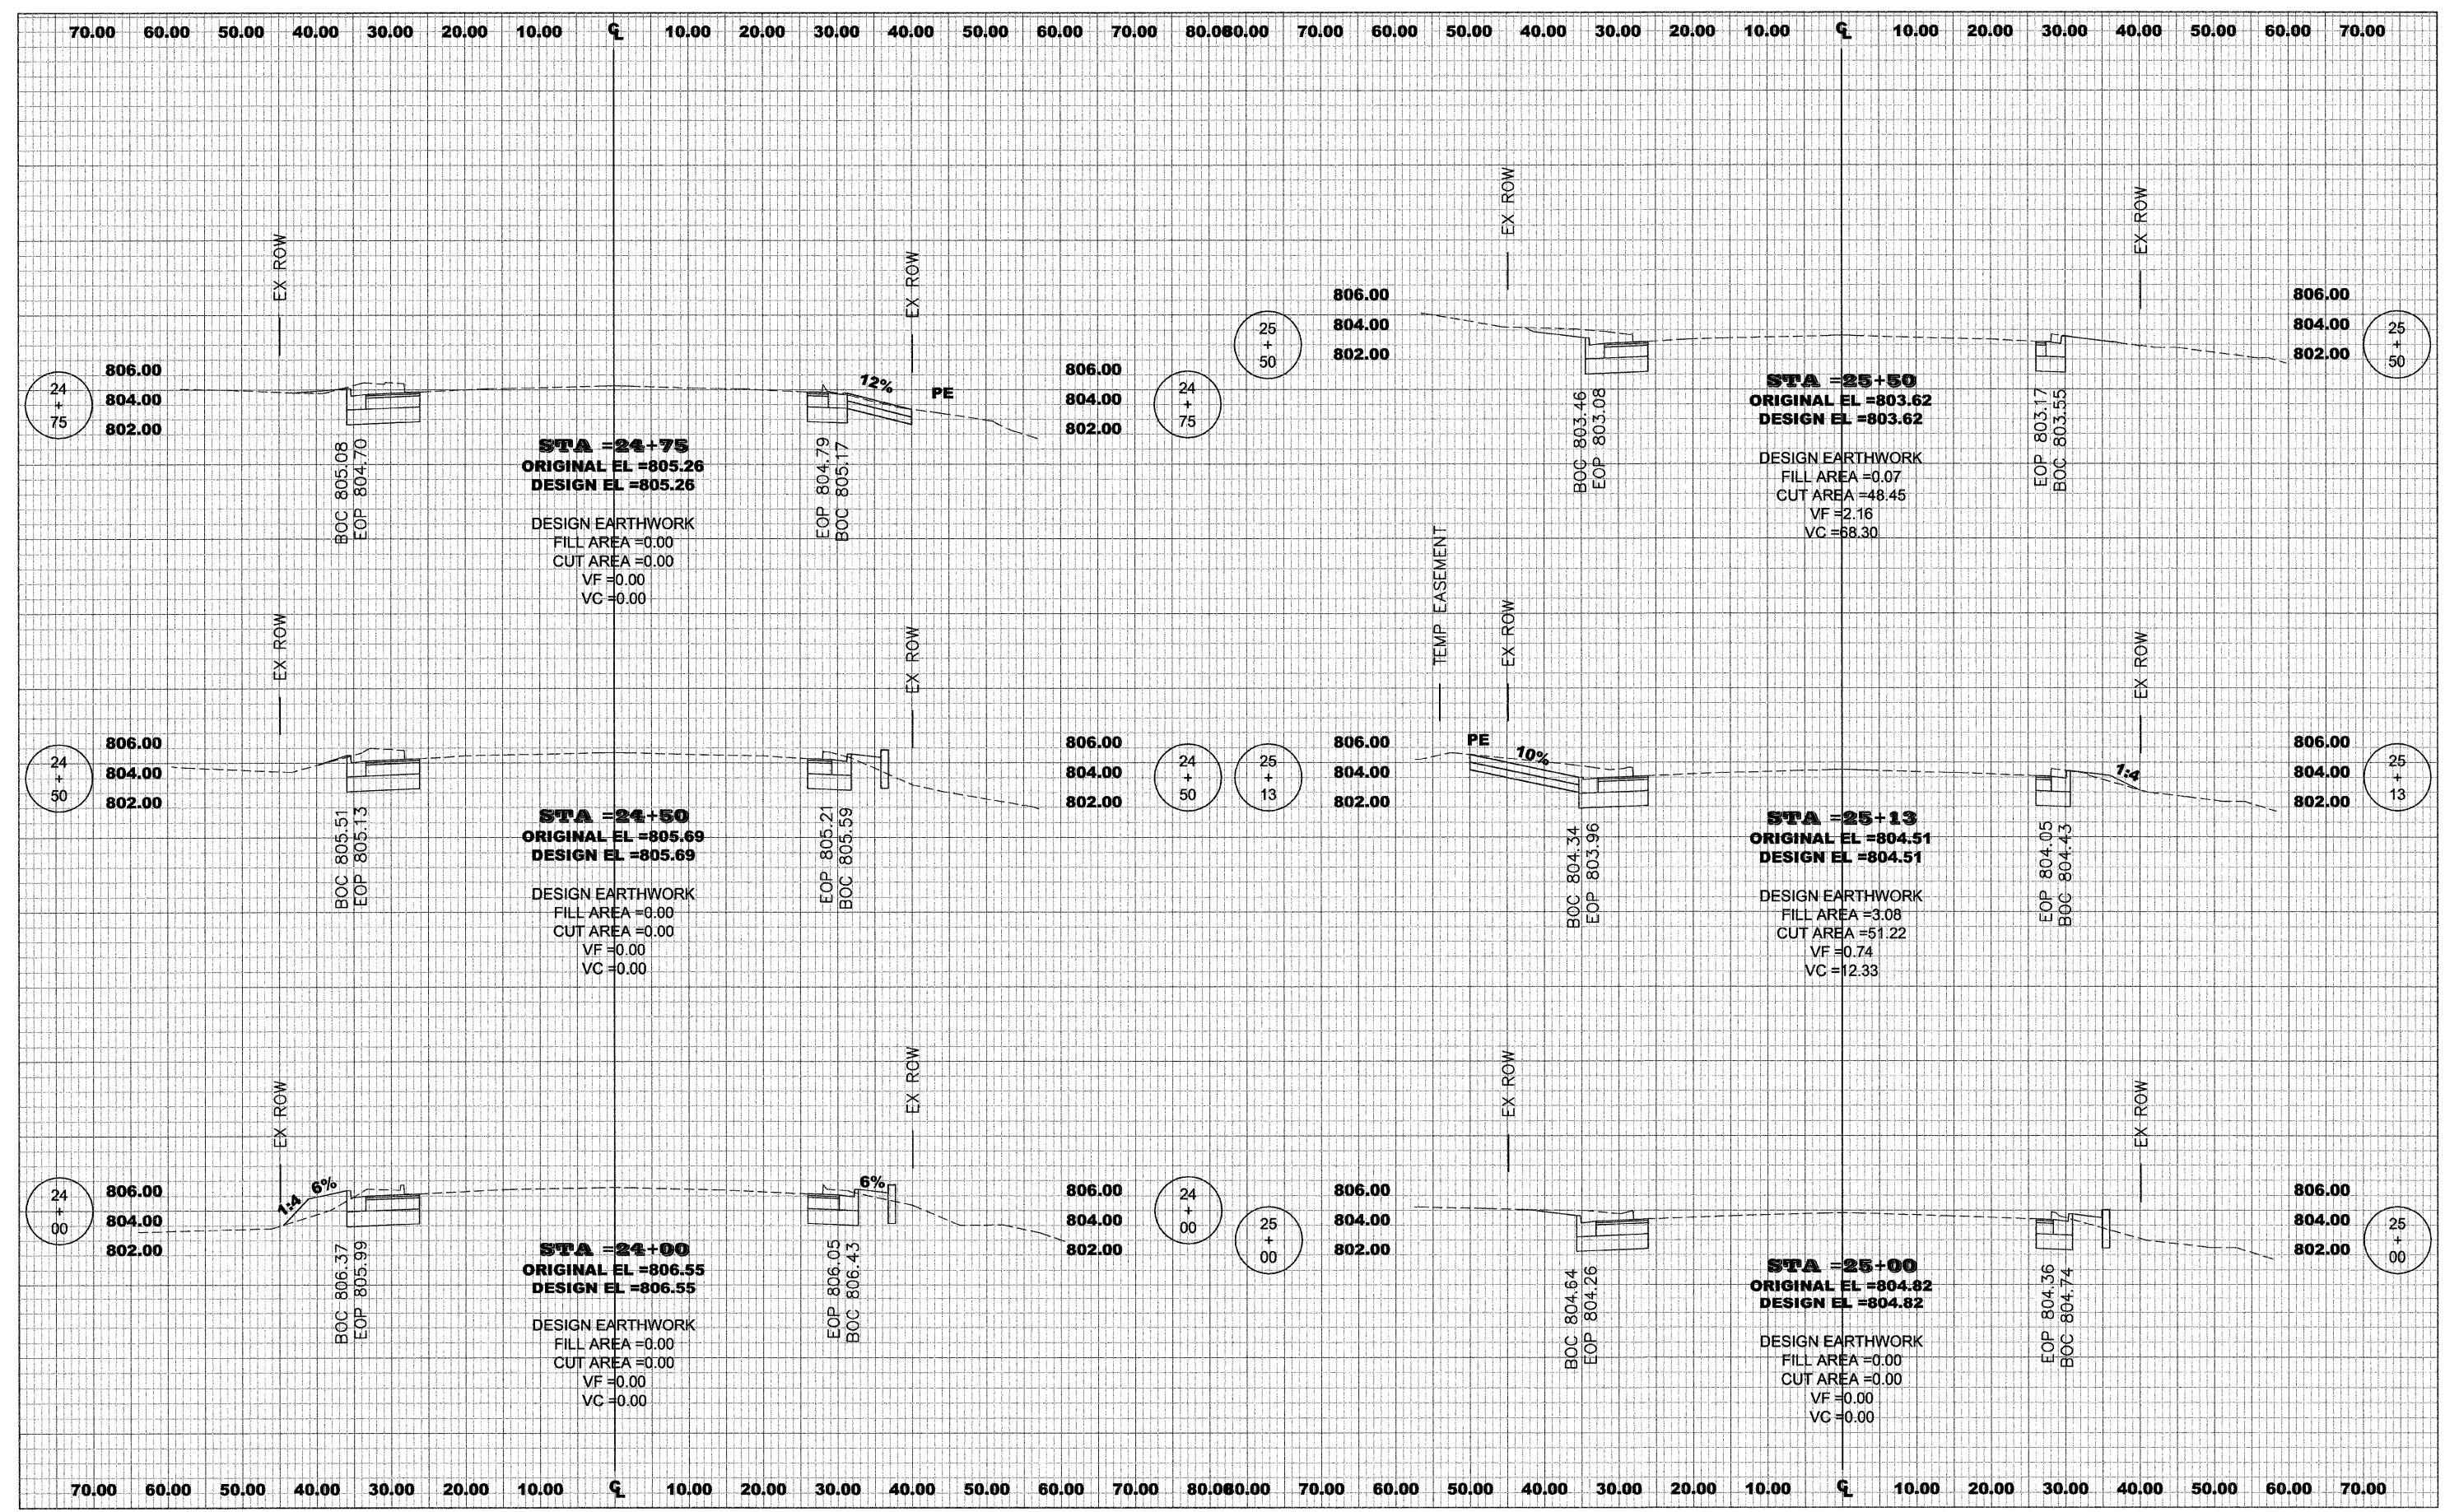 70.00 60.00 50.00 40.00 30.00 20.00 10.00 ℄ 10.00 20.00 30.00 40.00 50.00 60.00 70.00 80.00
80.00 70.00 60.00 50.00 40.00 30.00 20.00 10.00 ℄ 10.00 20.00 30.00 40.00 50.00 60.00 70.00
EX ROW
EX ROW
24
+
75
806.00
804.00
802.00
12%
PE
806.00
804.00
802.00
24
+
75
BOC 805.08
EOP 804.70
STA =24+75
ORIGINAL EL =805.26
DESIGN EL =805.26
DESIGN EARTHWORK
FILL AREA =0.00
CUT AREA =0.00
VF =0.00
VC =0.00
EOP 804.79
BOC 805.17
EX ROW
EX ROW
24
+
50
806.00
804.00
802.00
806.00
804.00
802.00
24
+
50
BOC 805.51
EOP 805.13
STA =24+50
ORIGINAL EL =805.69
DESIGN EL =805.69
DESIGN EARTHWORK
FILL AREA =0.00
CUT AREA =0.00
VF =0.00
VC =0.00
EOP 805.21
BOC 805.59
EX ROW
EX ROW
24
+
00
806.00
804.00
802.00
1:4
6%
6%
806.00
804.00
802.00
24
+
00
BOC 806.37
EOP 805.99
STA =24+00
ORIGINAL EL =806.55
DESIGN EL =806.55
DESIGN EARTHWORK
FILL AREA =0.00
CUT AREA =0.00
VF =0.00
VC =0.00
EOP 806.05
BOC 806.43
EX ROW
EX ROW
25
+
50
806.00
804.00
802.00
806.00
804.00
802.00
25
+
50
BOC 803.46
EOP 803.08
STA =25+50
ORIGINAL EL =803.62
DESIGN EL =803.62
DESIGN EARTHWORK
FILL AREA =0.07
CUT AREA =48.45
VF =2.16
VC =68.30
EOP 803.17
BOC 803.55
TEMP EASEMENT
EX ROW
EX ROW
25
+
13
806.00
804.00
802.00
PE
10%
1:4
806.00
804.00
802.00
25
+
13
BOC 804.34
EOP 803.96
STA =25+13
ORIGINAL EL =804.51
DESIGN EL =804.51
DESIGN EARTHWORK
FILL AREA =3.08
CUT AREA =51.22
VF =0.74
VC =12.33
EOP 804.05
BOC 804.43
EX ROW
EX ROW
25
+
00
806.00
804.00
802.00
806.00
804.00
802.00
25
+
00
BOC 804.64
EOP 804.26
STA =25+00
ORIGINAL EL =804.82
DESIGN EL =804.82
DESIGN EARTHWORK
FILL AREA =0.00
CUT AREA =0.00
VF =0.00
VC =0.00
EOP 804.36
BOC 804.74
70.00 60.00 50.00 40.00 30.00 20.00 10.00 ℄ 10.00 20.00 30.00 40.00 50.00 60.00 70.00 80.00
80.00 70.00 60.00 50.00 40.00 30.00 20.00 10.00 ℄ 10.00 20.00 30.00 40.00 50.00 60.00 70.00